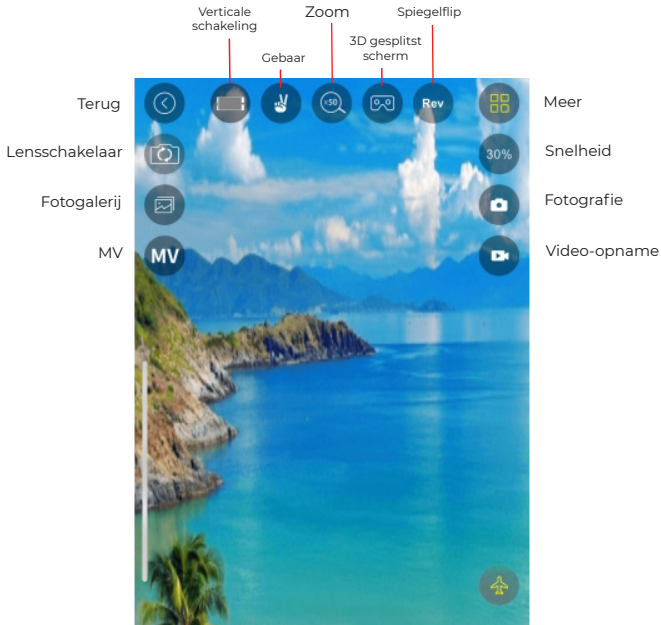 Verticale
schakeling
Gebaar
Zoom
3D gesplitst
scherm
Spiegelflip
Terug
x50
Rev
Meer
Lensschakelaar
30%
Snelheid
Fotogalerij
Fotografie
MV
MV
Video-opname